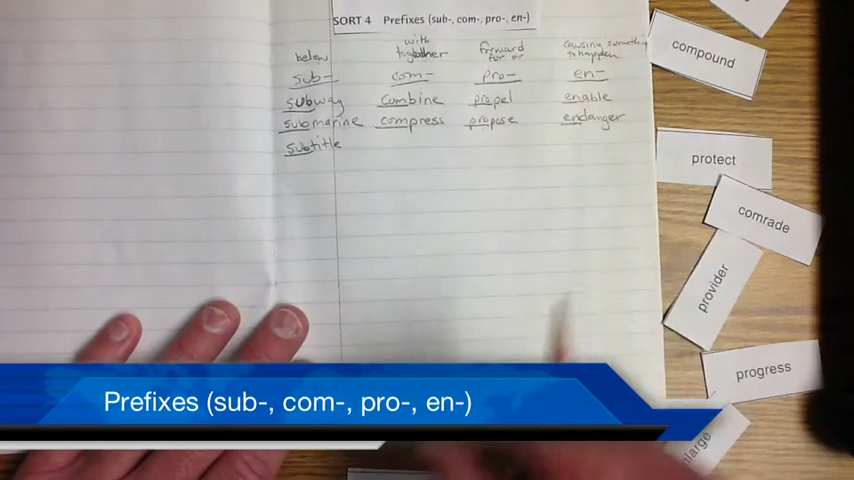 SORT 4 Prefixes (sub-, com-, pro-, en-)
below with together forward for or causing something to happen
sub- com- pro- en-
subway combine propel enable
submarine compress propose endanger
subtitle
compound
protect
comrade
provider
progress
nlarge
Prefixes (sub-, com-, pro-, en-)